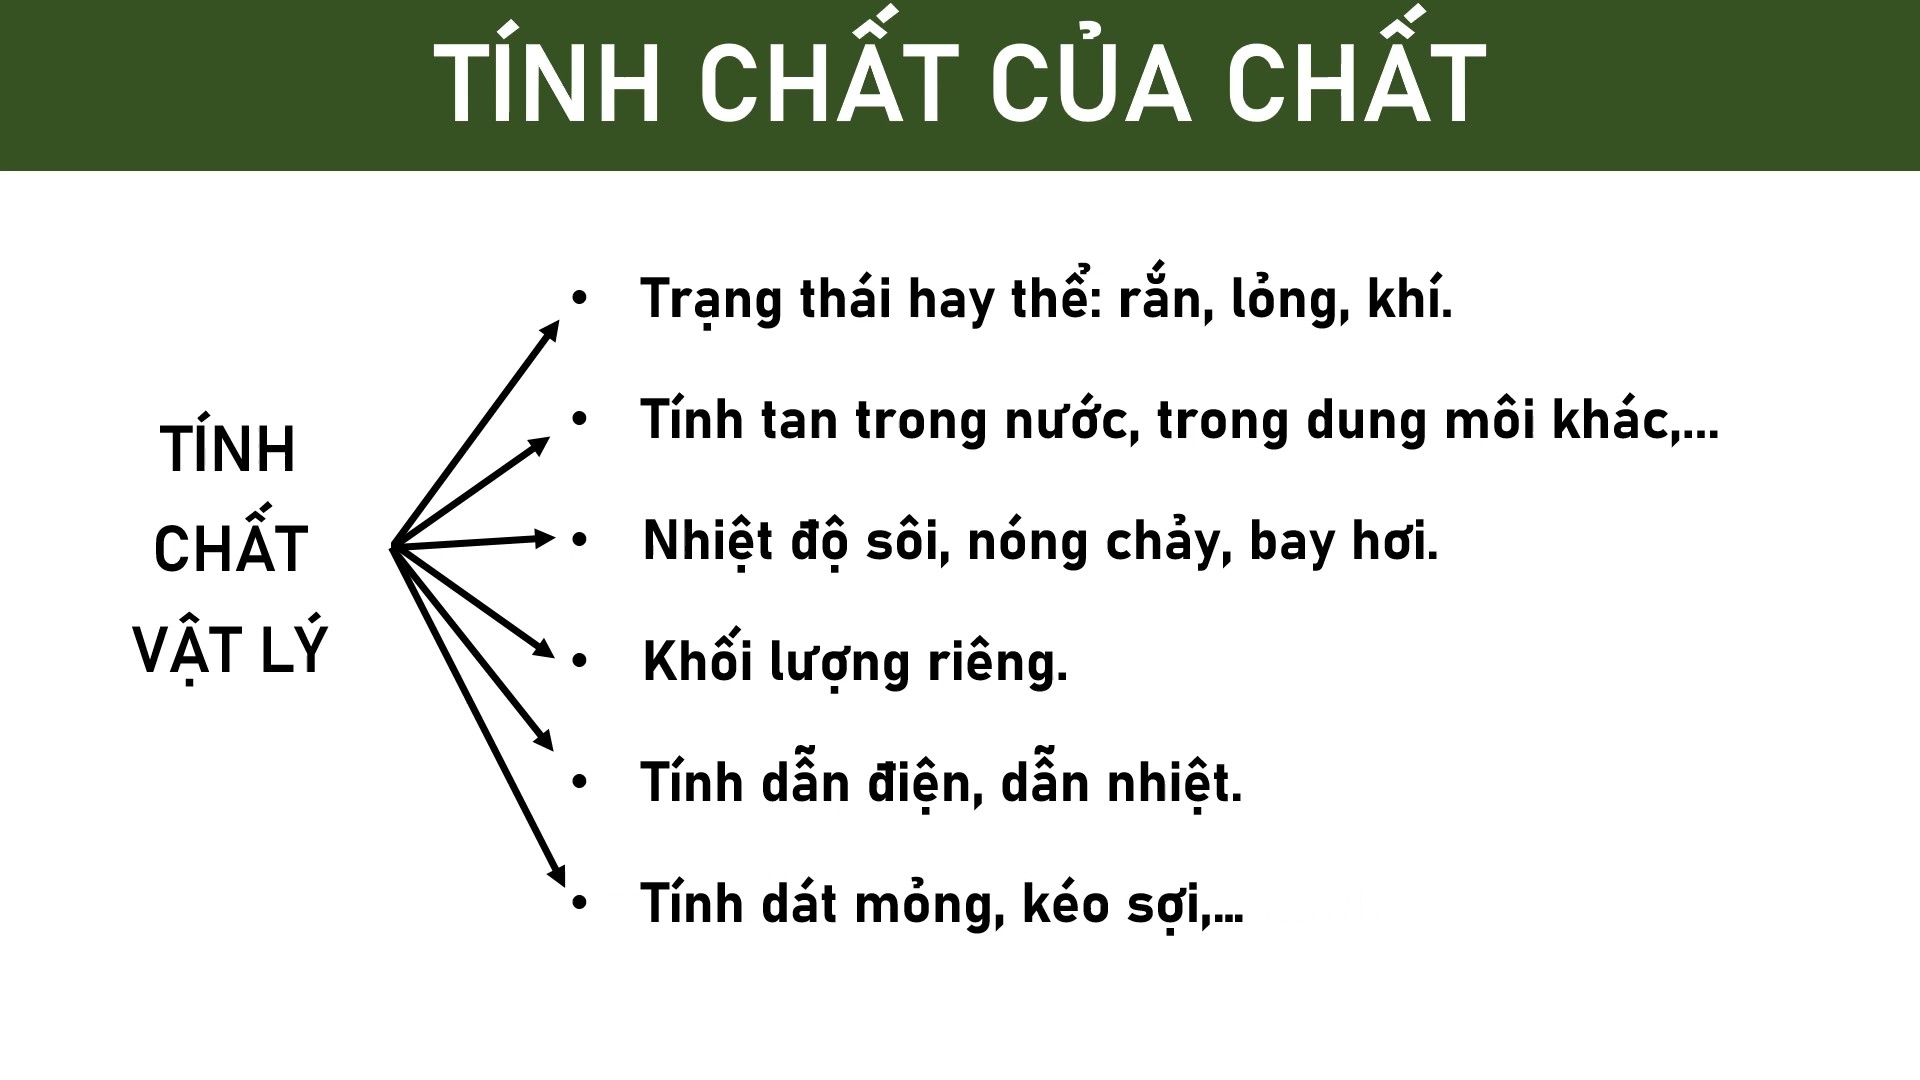 TÍNH CHẤT CỦA CHẤT
TÍNH
CHẤT
VẬT LÝ
• Trạng thái hay thể: rắn, lỏng, khí.
• Tính tan trong nước, trong dung môi khác,...
• Nhiệt độ sôi, nóng chảy, bay hơi.
• Khối lượng riêng.
• Tính dẫn điện, dẫn nhiệt.
• Tính dát mỏng, kéo sợi,...